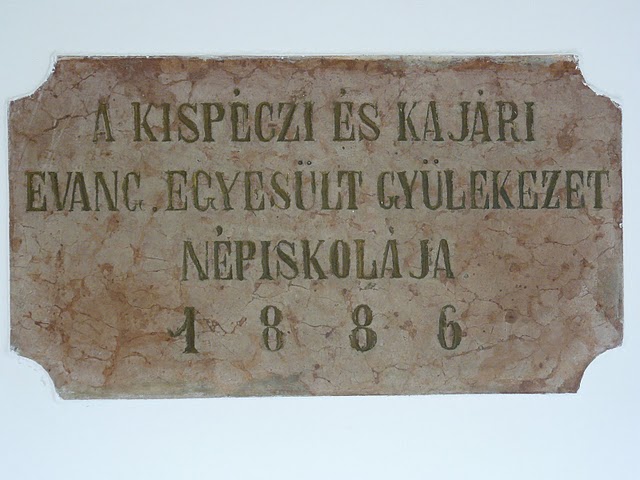 A KISPÉCZI ÉS KAJÁRI
EVANG. EGYESÜLT GYÜLEKEZET
NÉPISKOLÁJA
1886